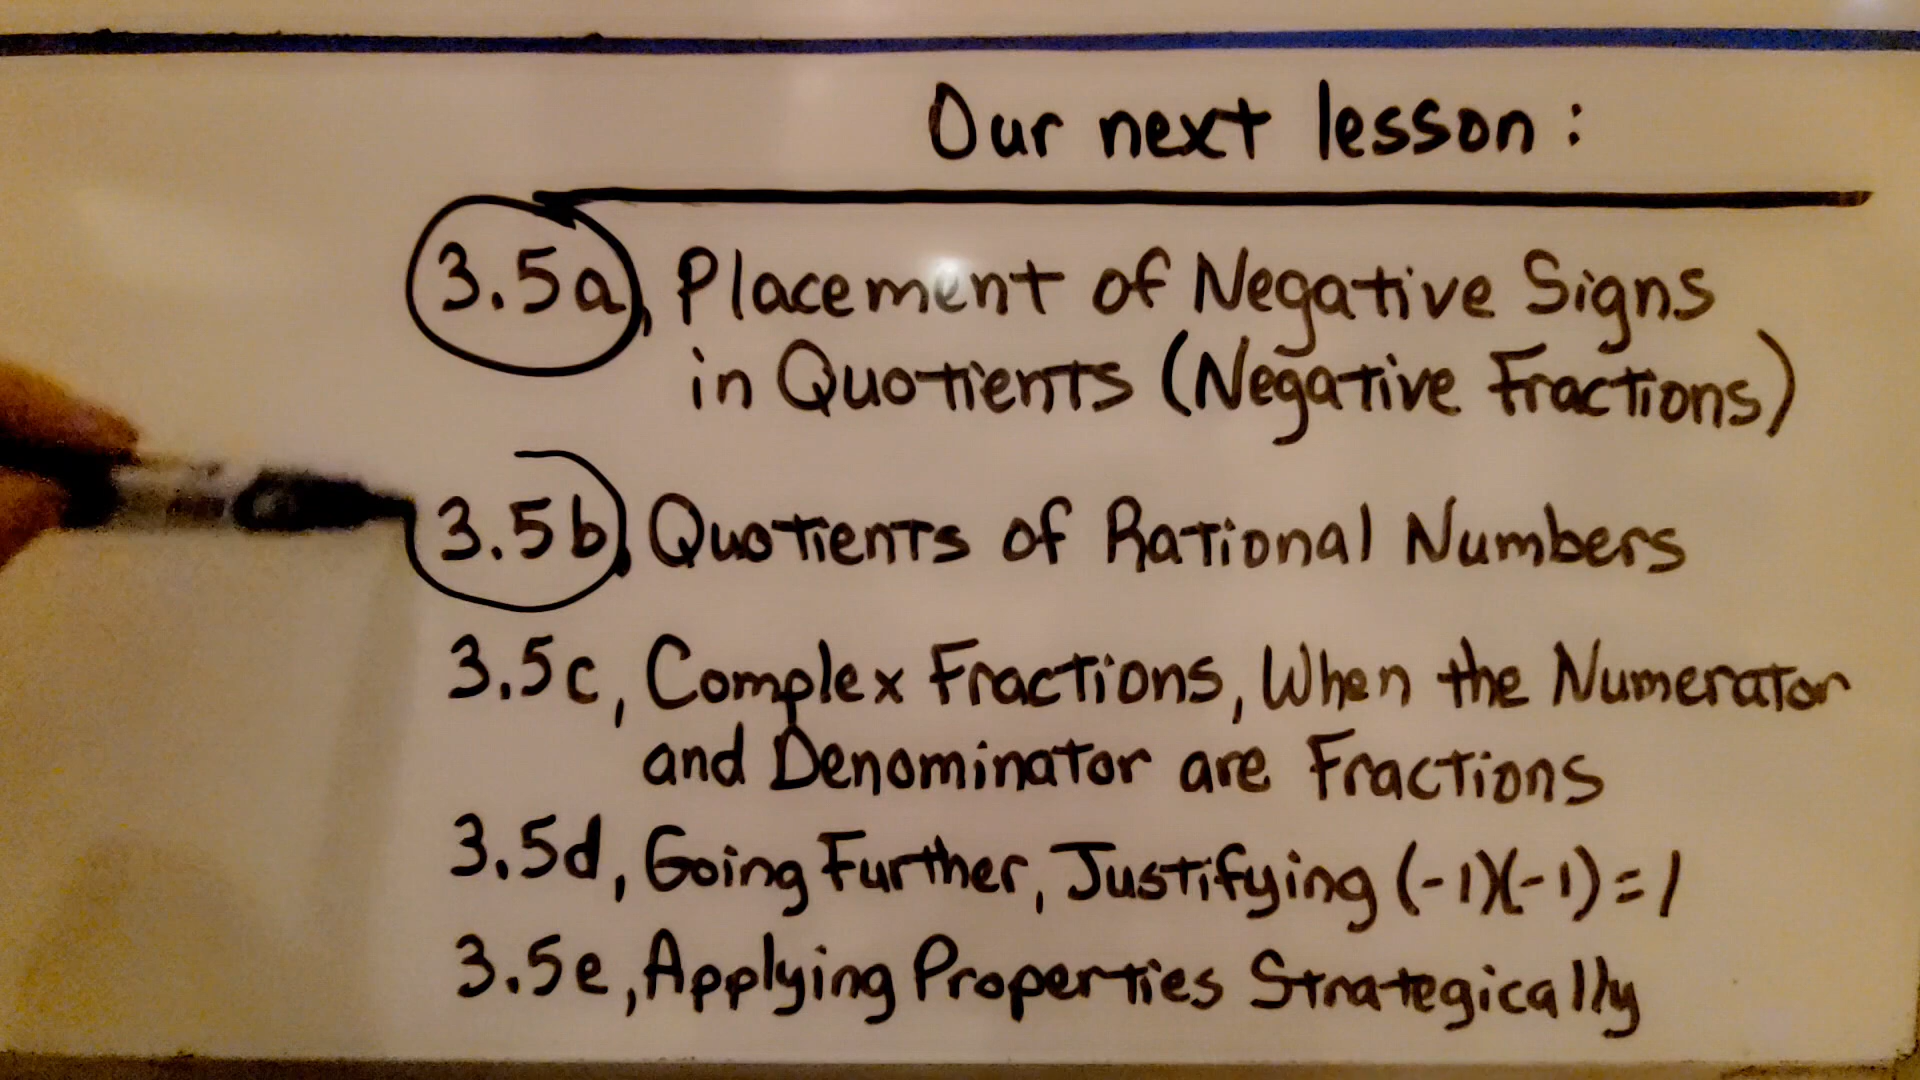 Our next lesson:
3.5a, Placement of Negative Signs
in Quotients (Negative Fractions)
3.5b, Quotients of Rational Numbers
3.5c, Complex Fractions, When the Numerator
and Denominator are Fractions
3.5d, Going Further, Justifying (-1)(-1)=1
3.5e, Applying Properties Strategically